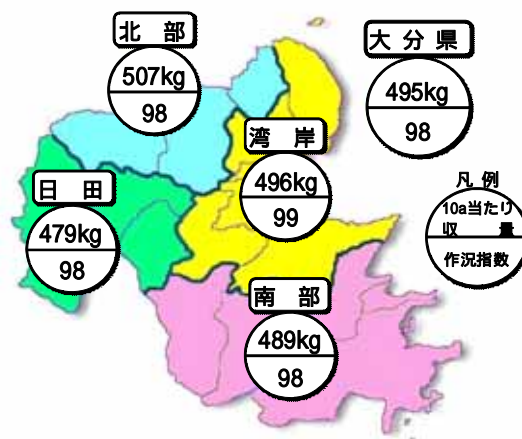 北部
507kg
98
大分県
495kg
98
湾岸
496kg
99
日田
479kg
98
凡例
10a当たり
収量
作況指数
南部
489kg
98